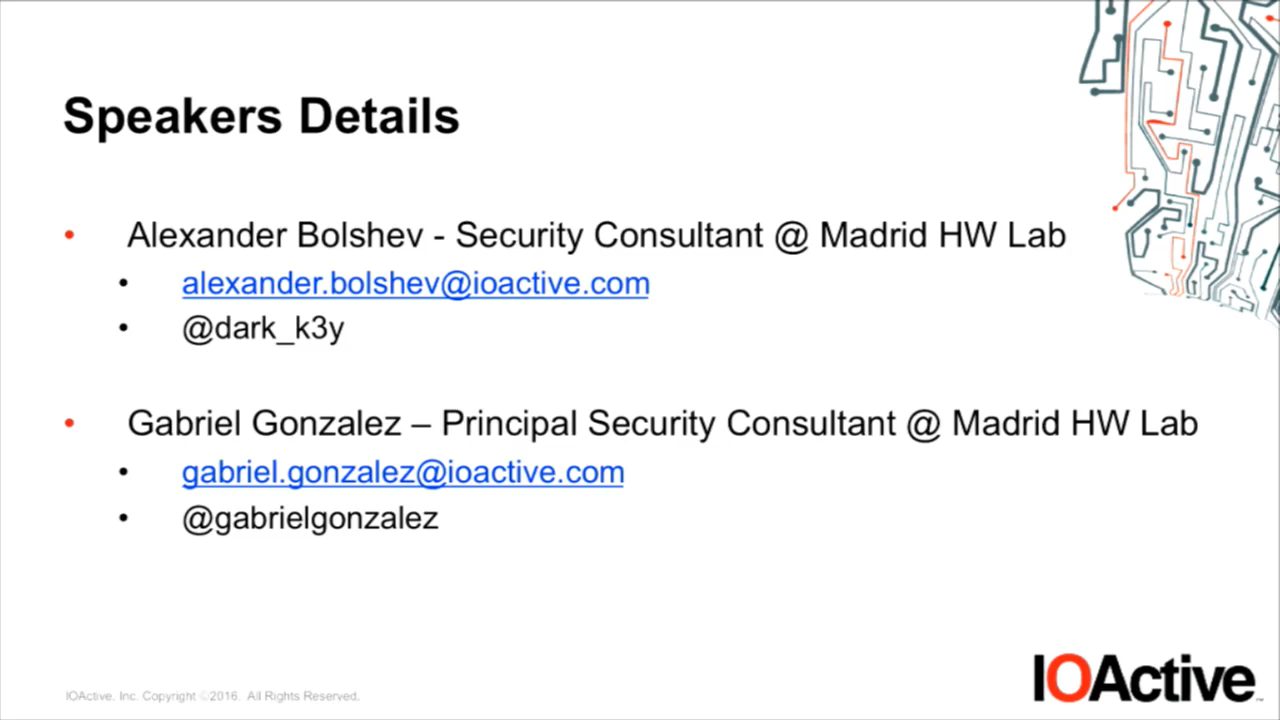 Speakers Details
• Alexander Bolshev - Security Consultant @ Madrid HW Lab
• alexander.bolshev@ioactive.com
• @dark_k3y
• Gabriel Gonzalez – Principal Security Consultant @ Madrid HW Lab
• gabriel.gonzalez@ioactive.com
• @gabrielgonzalez
IOActive, Inc. Copyright ©2016. All Rights Reserved.
IOActive™